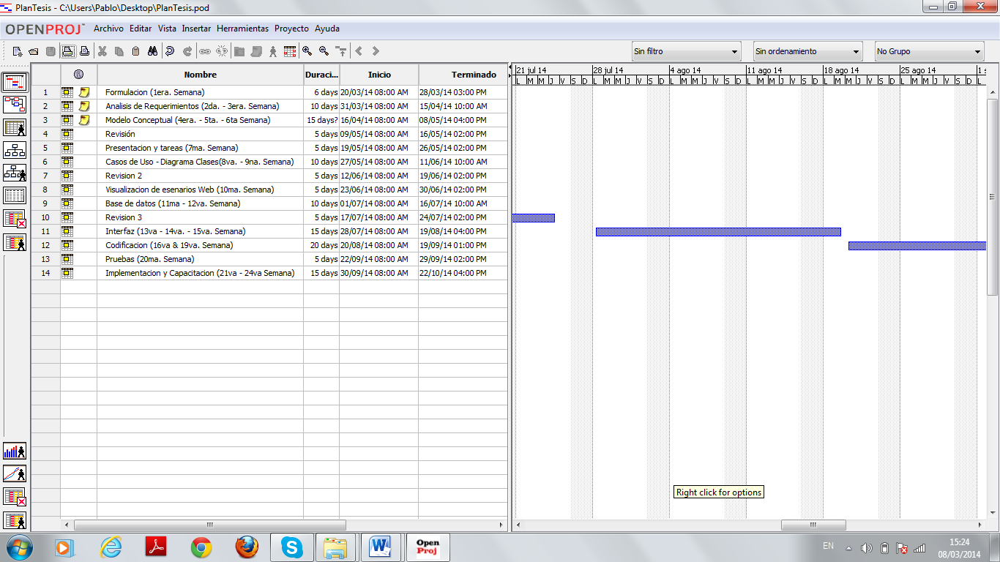 PlanTesis - C:\Users\Pablo\Desktop\PlanTesis.pod
OPENPROJ™ Archivo Editar Vista Insertar Herramientas Proyecto Ayuda
Sin filtro Sin ordenamiento No Grupo
Nombre Duraci... Inicio Terminado
21 jul 14 28 jul 14 4 ago 14 11 ago 14 18 ago 14 25 ago 14 1 s
L M M J V S D L M M J V S D L M M J V S D L M M J V S D L M M J V S D L M M J V S D L
1 Formulacion (1era. Semana) 6 days 20/03/14 08:00 AM 28/03/14 03:00 PM
2 Analisis de Requerimientos (2da. - 3era. Semana) 10 days 31/03/14 08:00 AM 15/04/14 10:00 AM
3 Modelo Conceptual (4era. - 5ta. - 6ta Semana) 15 days? 16/04/14 08:00 AM 08/05/14 04:00 PM
4 Revisión 5 days 09/05/14 08:00 AM 16/05/14 02:00 PM
5 Presentacion y tareas (7ma. Semana) 5 days 19/05/14 08:00 AM 26/05/14 02:00 PM
6 Casos de Uso - Diagrama Clases(8va. - 9na. Semana) 10 days 27/05/14 08:00 AM 11/06/14 10:00 AM
7 Revision 2 5 days 12/06/14 08:00 AM 19/06/14 02:00 PM
8 Visualizacion de esenarios Web (10ma. Semana) 5 days 23/06/14 08:00 AM 30/06/14 02:00 PM
9 Base de datos (11ma - 12va. Semana) 10 days 01/07/14 08:00 AM 16/07/14 10:00 AM
10 Revision 3 5 days 17/07/14 08:00 AM 24/07/14 02:00 PM
11 Interfaz (13va - 14va. - 15va. Semana) 15 days 28/07/14 08:00 AM 19/08/14 04:00 PM
12 Codificacion (16va & 19va. Semana) 20 days 20/08/14 08:00 AM 19/09/14 01:00 PM
13 Pruebas (20ma. Semana) 5 days 22/09/14 08:00 AM 29/09/14 02:00 PM
14 Implementacion y Capacitacion (21va - 24va Semana) 15 days 30/09/14 08:00 AM 22/10/14 04:00 PM
Right click for options
Open
Proj
EN
15:24
08/03/2014